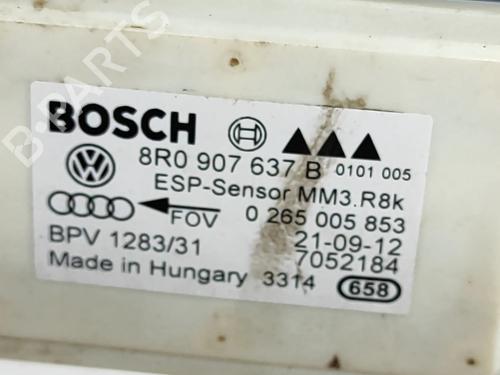 BOSCH
8R0 907 637 B 0101 005
ESP-Sensor MM3.R8k
FOV 0 265 005 853
BPV 1283/31 21-09-12
7052184
Made in Hungary 3314 658
B-PARTS